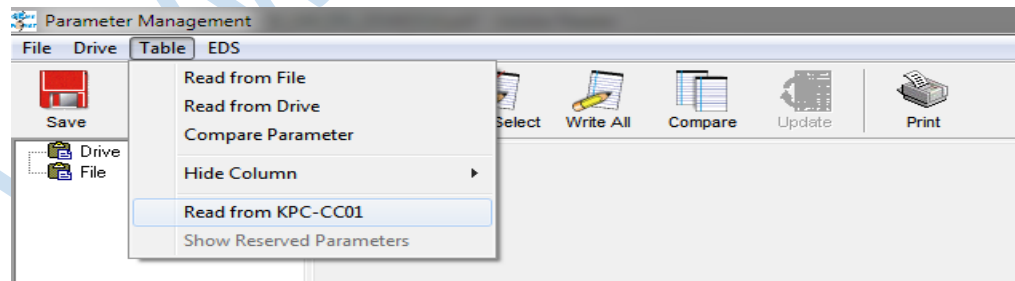 Parameter Management
File Drive Table EDS
Read from File
Read from Drive
Compare Parameter
Hide Column
Read from KPC-CC01
Show Reserved Parameters
Save Select Write All Compare Update Print
Drive
File